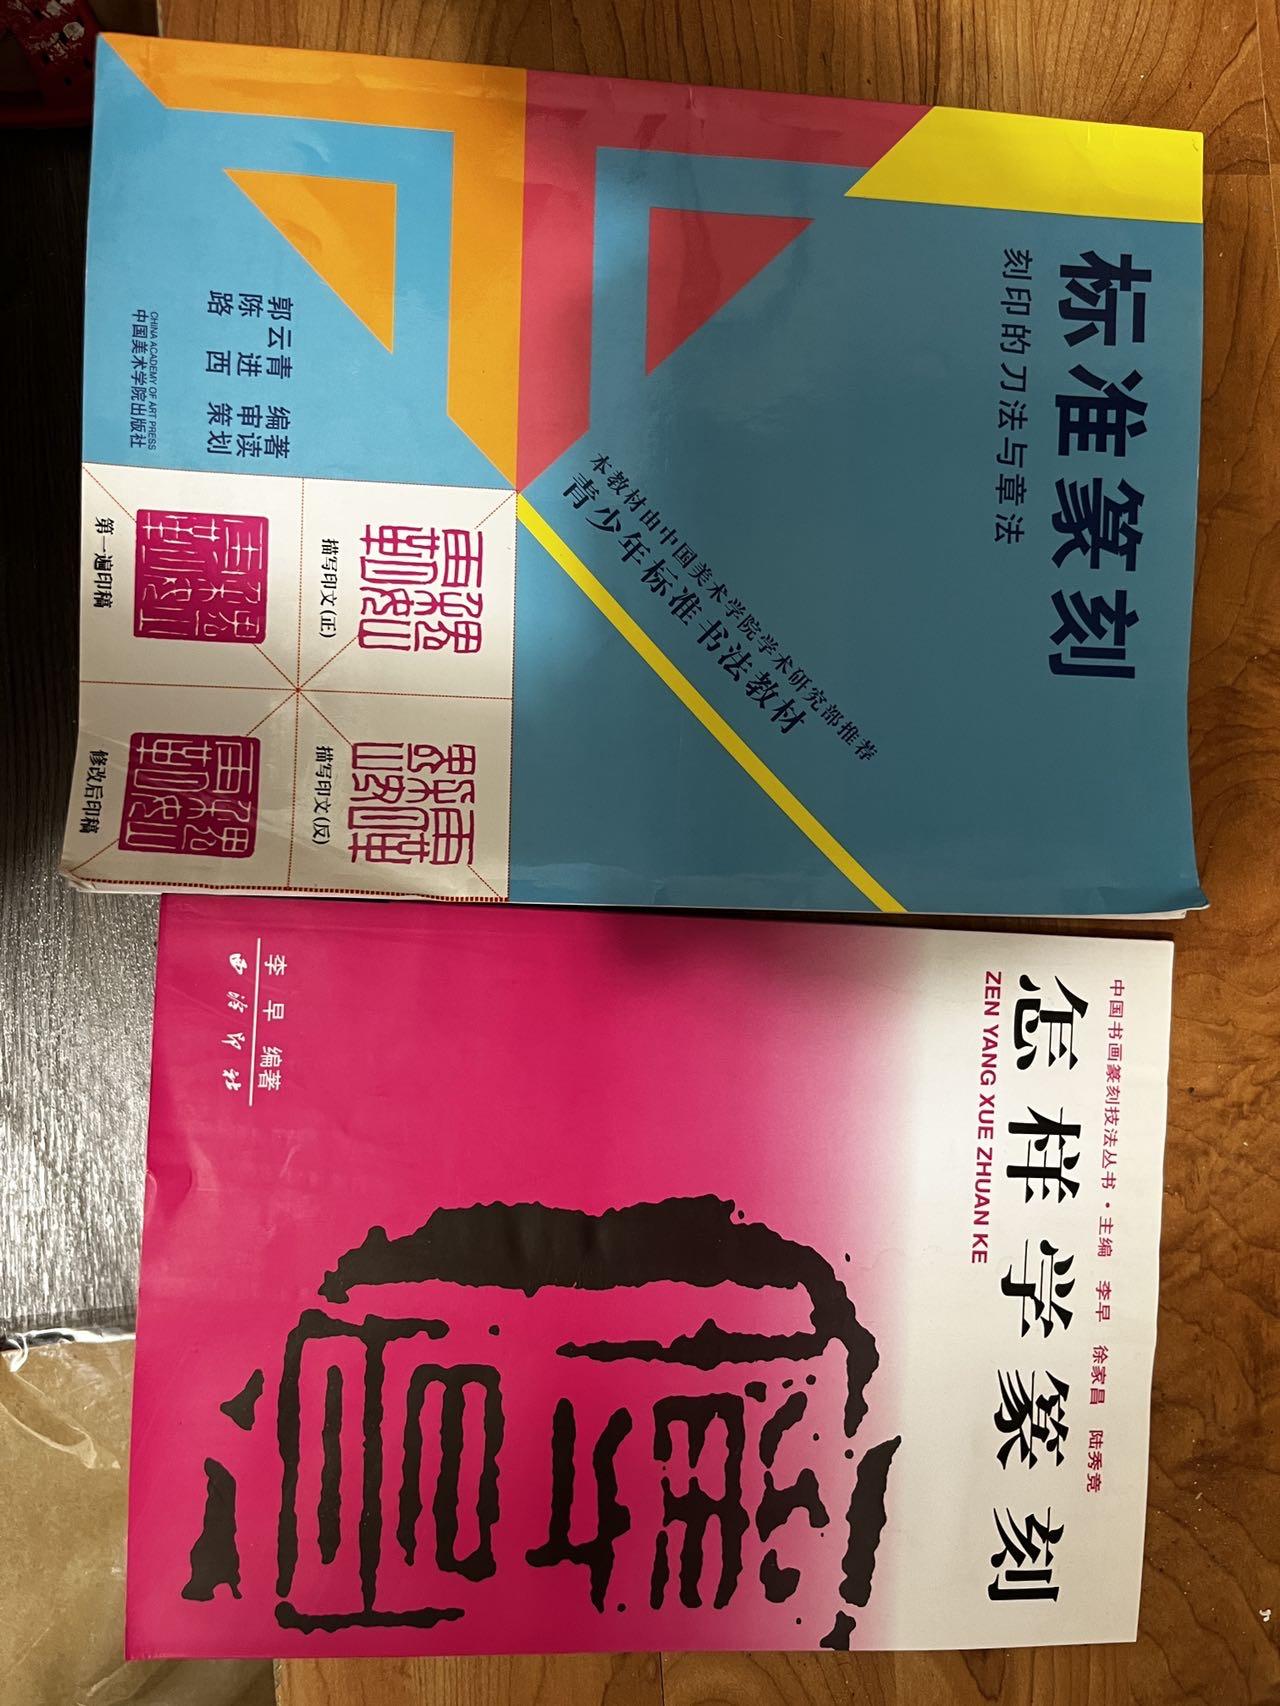 标准篆刻
刻印的刀法与章法
本教材由中国美术学院学术研究部推荐
青少年标准书法教材
郭云青 编著
陈进 审读
路西 策划
CHINA ACADEMY OF ART PRESS
中国美术学院出版社
描写印文(正)
描写印文(反)
第一遍印稿
修改后印稿
中国书画篆刻技法丛书·主编 李早 徐家昌 陆秀竞
怎样学篆刻
ZEN YANG XUE ZHUAN KE
李早 编著
西泠印社